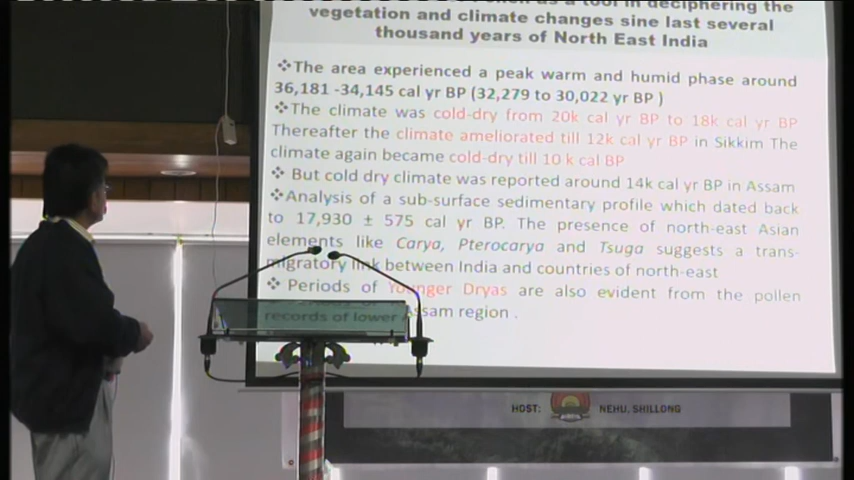 as a tool in deciphering the
vegetation and climate changes sine last several
thousand years of North East India
❖The area experienced a peak warm and humid phase around
36,181 -34,145 cal yr BP (32,279 to 30,022 yr BP )
❖The climate was cold-dry from 20k cal yr BP to 18k cal yr BP
Thereafter the climate ameliorated till 12k cal yr BP in Sikkim The
climate again became cold-dry till 10 k cal BP
❖ But cold dry climate was reported around 14k cal yr BP in Assam
❖Analysis of a sub-surface sedimentary profile which dated back
to 17,930 ± 575 cal yr BP. The presence of north-east Asian
elements like Carya, Pterocarya and Tsuga suggests a trans-
migratory link between India and countries of north-east
❖ Periods of Younger Dryas are also evident from the pollen
records of lower Assam region .
HOST: NEHU, SHILLONG